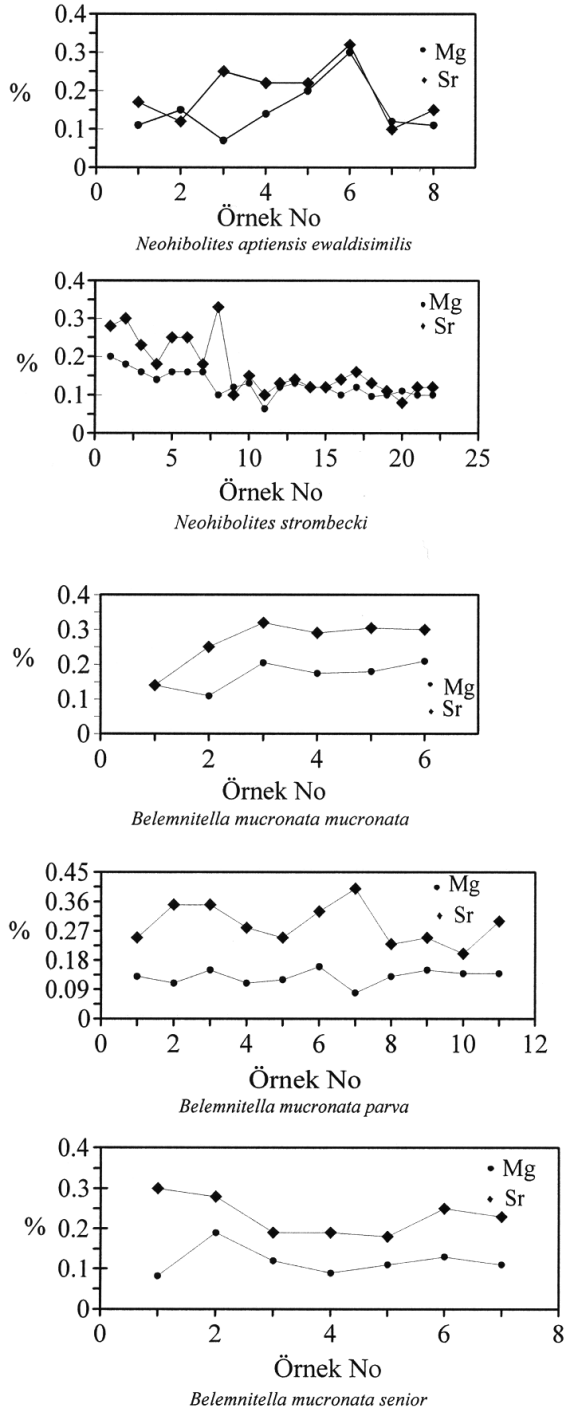 0.4
0.3
0.2
0.1
0
%
Mg
Sr
0 2 4 6 8
Örnek No
Neohibolites aptiensis ewaldisimilis
0.4
0.3
0.2
0.1
0
%
Mg
Sr
0 5 10 15 20 25
Örnek No
Neohibolites strombecki
0.4
0.3
0.2
0.1
0
%
Mg
Sr
0 2 4 6
Örnek No
Belemnitella mucronata mucronata
0.45
0.36
0.27
0.18
0.09
0
%
Mg
Sr
0 2 4 6 8 10 12
Örnek No
Belemnitella mucronata parva
0.4
0.3
0.2
0.1
0
%
Mg
Sr
0 2 4 6 8
Örnek No
Belemnitella mucronata senior